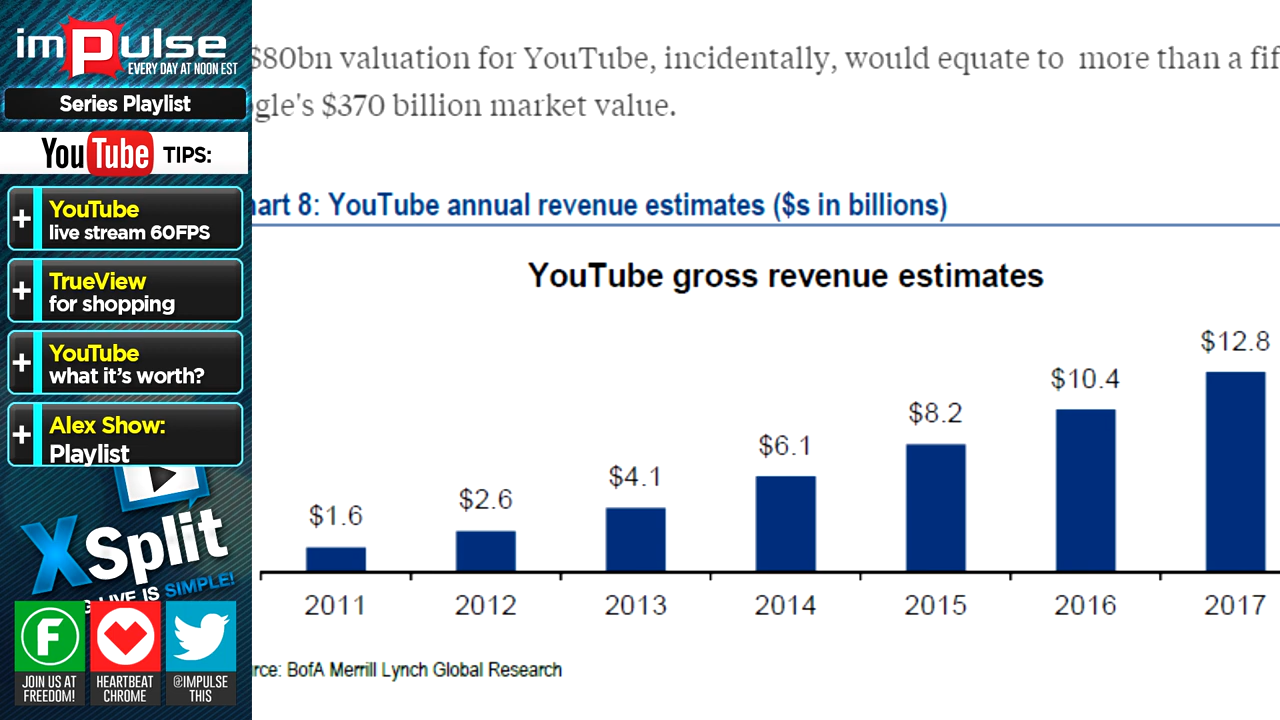 imPulse
EVERY DAY AT NOON EST
Series Playlist
YouTube TIPS:
+ YouTube
live stream 60FPS
+ TrueView
for shopping
+ YouTube
what it's worth?
+ Alex Show:
Playlist
XSplit
LIVE IS SIMPLE!
F
JOIN US AT
FREEDOM!
HEARTBEAT
CHROME
@IMPULSE
THIS
$80bn valuation for YouTube, incidentally, would equate to more than a fif
gle's $370 billion market value.
art 8: YouTube annual revenue estimates ($s in billions)
YouTube gross revenue estimates
$1.6
$2.6
$4.1
$6.1
$8.2
$10.4
$12.8
2011
2012
2013
2014
2015
2016
2017
rce: BofA Merrill Lynch Global Research